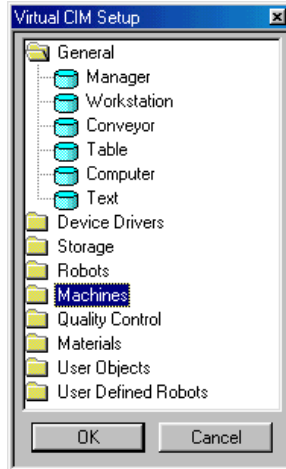 Virtual CIM Setup
General
Manager
Workstation
Conveyor
Table
Computer
Text
Device Drivers
Storage
Robots
Machines
Quality Control
Materials
User Objects
User Defined Robots
OK Cancel